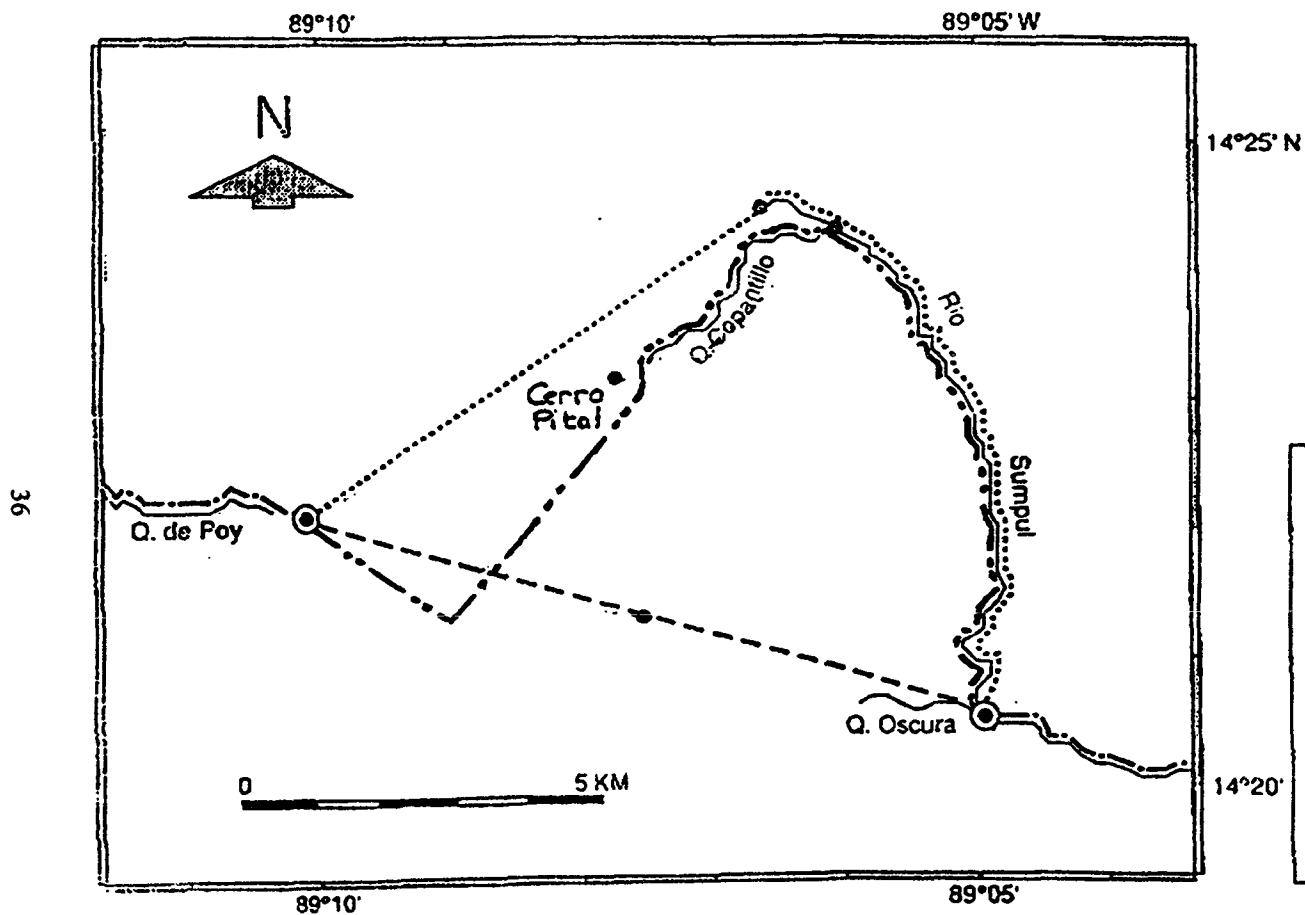 89°10'
89°05' W
N
14°25' N
Q. Copantillo
Rio
Cerro
Pital
Sumpul
36
Q. de Poy
Q. Oscura
0
5 KM
14°20'
89°10'
89°05'